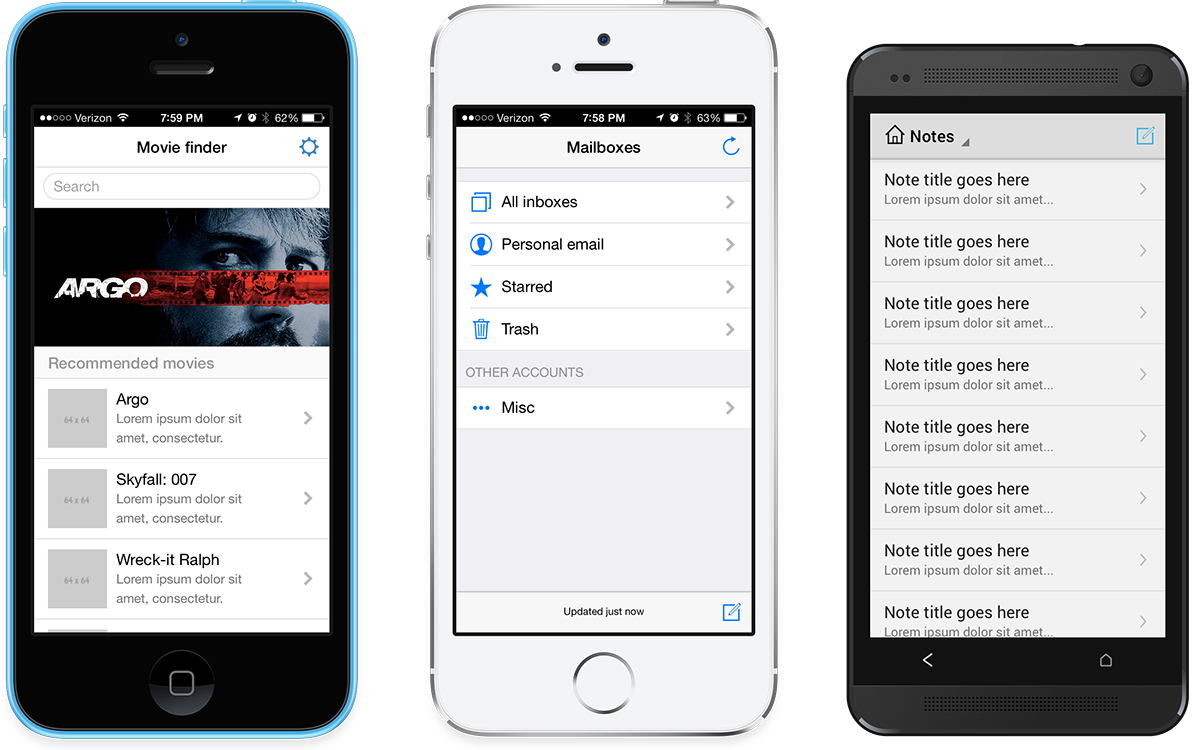 Verizon 7:59 PM 62%
Movie finder
Search
ARGO
Recommended movies
Argo
Lorem ipsum dolor sit
amet, consectetur.
64 x 64
Skyfall: 007
Lorem ipsum dolor sit
amet, consectetur.
64 x 64
Wreck-it Ralph
Lorem ipsum dolor sit
amet, consectetur.
64 x 64
Verizon 7:58 PM 63%
Mailboxes
All inboxes
Personal email
Starred
Trash
OTHER ACCOUNTS
Misc
Updated just now
Notes
Note title goes here
Lorem ipsum dolor sit amet...
Note title goes here
Lorem ipsum dolor sit amet...
Note title goes here
Lorem ipsum dolor sit amet...
Note title goes here
Lorem ipsum dolor sit amet...
Note title goes here
Lorem ipsum dolor sit amet...
Note title goes here
Lorem ipsum dolor sit amet...
Note title goes here
Lorem ipsum dolor sit amet...
Note title goes here
Lorem ipsum dolor sit amet...